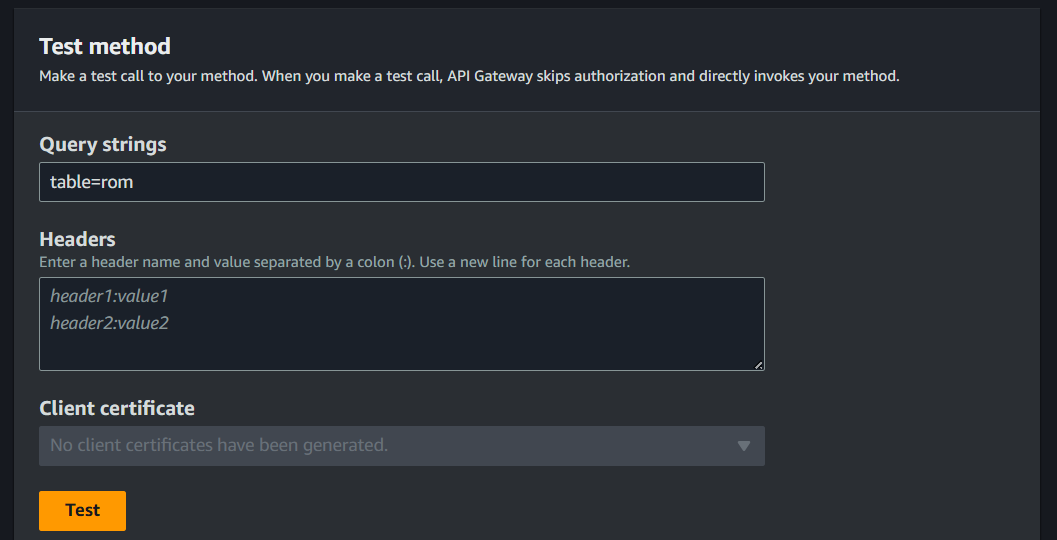 Test method
Make a test call to your method. When you make a test call, API Gateway skips authorization and directly invokes your method.
Query strings
table=rom
Headers
Enter a header name and value separated by a colon (:). Use a new line for each header.
header1:value1
header2:value2
Client certificate
No client certificates have been generated.
Test